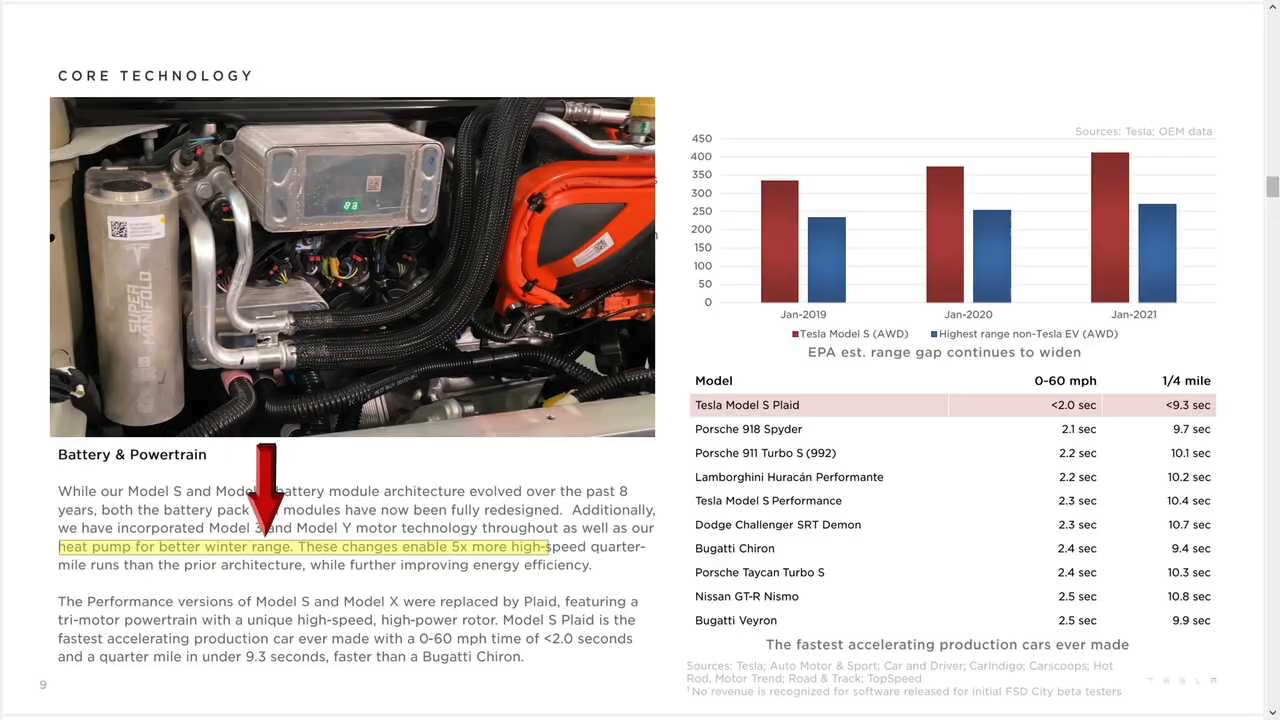 CORE TECHNOLOGY
83
SUPER
MANIFOLD
Battery & Powertrain
While our Model S and Model battery module architecture evolved over the past 8
years, both the battery pack modules have now been fully redesigned. Additionally,
we have incorporated Model 3 and Model Y motor technology throughout as well as our
heat pump for better winter range. These changes enable 5x more high-speed quarter-
mile runs than the prior architecture, while further improving energy efficiency.
The Performance versions of Model S and Model X were replaced by Plaid, featuring a
tri-motor powertrain with a unique high-speed, high-power rotor. Model S Plaid is the
fastest accelerating production car ever made with a 0-60 mph time of <2.0 seconds
and a quarter mile in under 9.3 seconds, faster than a Bugatti Chiron.
9
Sources: Tesla; OEM data
450
400
350
300
250
200
150
100
50
0
Jan-2019 Jan-2020 Jan-2021
Tesla Model S (AWD) Highest range non-Tesla EV (AWD)
EPA est. range gap continues to widen
Model 0-60 mph 1/4 mile
Tesla Model S Plaid <2.0 sec <9.3 sec
Porsche 918 Spyder 2.1 sec 9.7 sec
Porsche 911 Turbo S (992) 2.2 sec 10.1 sec
Lamborghini Huracán Performante 2.2 sec 10.2 sec
Tesla Model S Performance 2.3 sec 10.4 sec
Dodge Challenger SRT Demon 2.3 sec 10.7 sec
Bugatti Chiron 2.4 sec 9.4 sec
Porsche Taycan Turbo S 2.4 sec 10.3 sec
Nissan GT-R Nismo 2.5 sec 10.8 sec
Bugatti Veyron 2.5 sec 9.9 sec
The fastest accelerating production cars ever made
Sources: Tesla; Auto Motor & Sport; Car and Driver; CarIndigo; Carscoops; Hot
Rod, Motor Trend; Road & Track; TopSpeed
¹ No revenue is recognized for software released for initial FSD City beta testers
TESLA